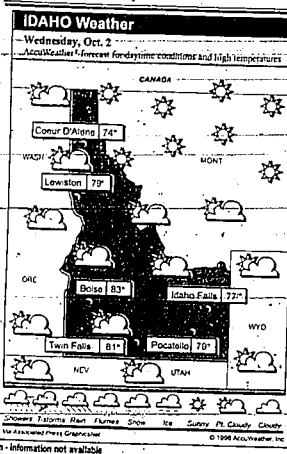 IDAHO Weather
Wednesday, Oct. 2
AccuWeather® forecast for daytime conditions and high temperatures
CANADA
Coeur D'Alene 74°
WASH
MONT
Lewiston 79°
ORE
Boise 83°
Idaho Falls 77°
WYO
Twin Falls 81°
Pocatello 79°
NEV
UTAH
Showers T-storms Rain Flurries Snow Ice Sunny Pt. Cloudy Cloudy
Via Associated Press GraphicsNet
© 1996 AccuWeather, Inc
n - information not available